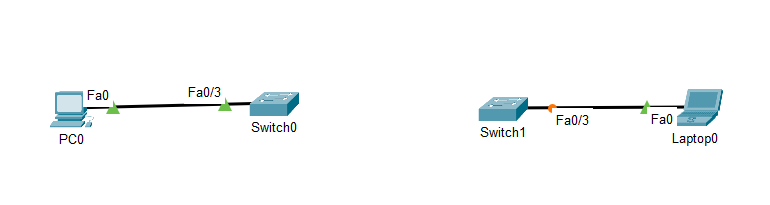 Fa0
Fa0/3
PC0
Switch0
Switch1
Fa0/3
Fa0
Laptop0